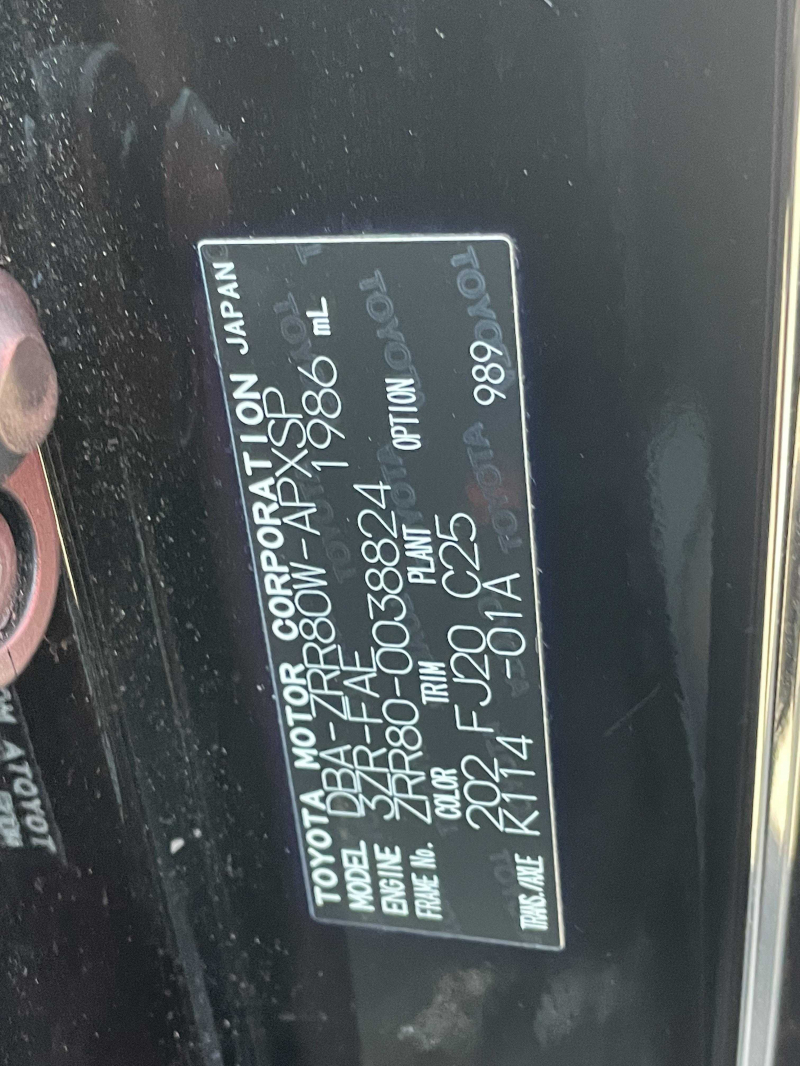 TOYOTA MOTOR CORPORATION JAPAN
MODEL DBA-ZRR80W-APXSP
ENGINE 3ZR-FAE 1986 mL
FRAME No. ZRR80-0038824
COLOR TRIM PLANT OPTION
202 FJ20 C25 989
TRANS./AXLE K114 -01A